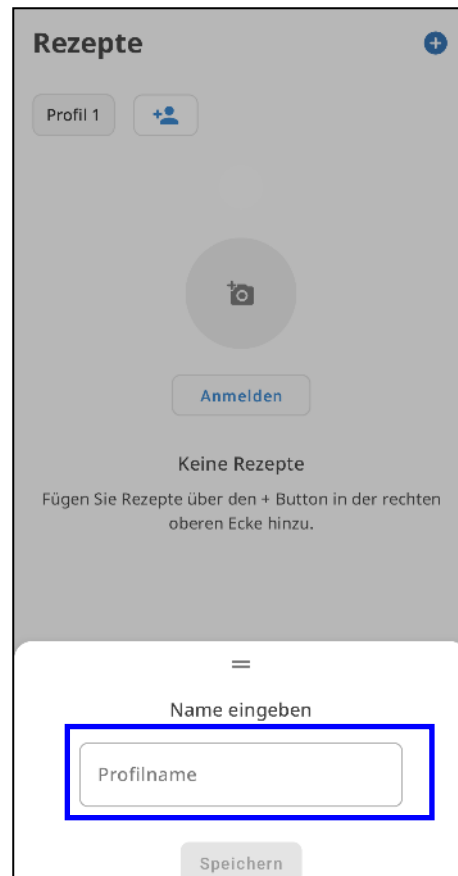 Rezepte
Profil 1
Anmelden
Keine Rezepte
Fügen Sie Rezepte über den + Button in der rechten
oberen Ecke hinzu.
Name eingeben
Profilname
Speichern